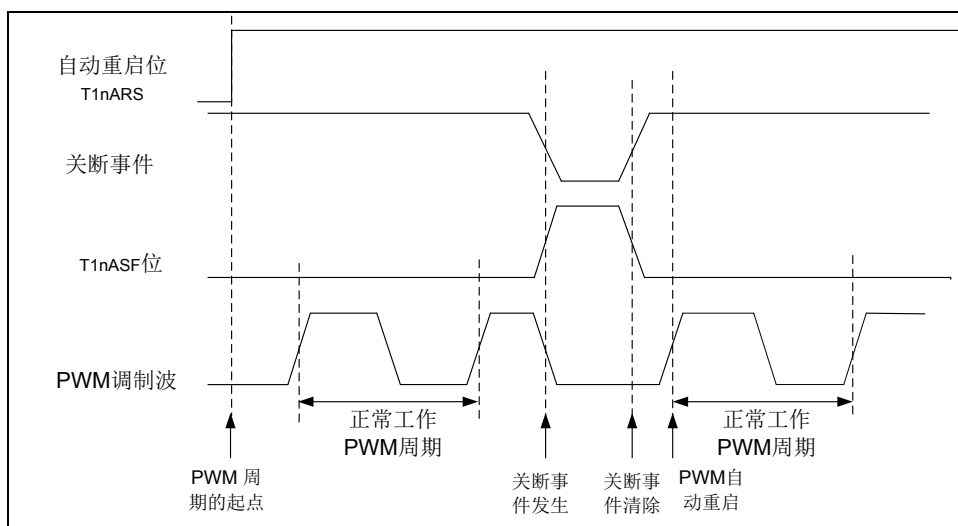 自动重启位
T1nARS
关断事件
T1nASF位
PWM调制波
正常工作
PWM周期
正常工作
PWM周期
PWM 周
期的起点
关断事
件发生
关断事
件清除
PWM自
动重启